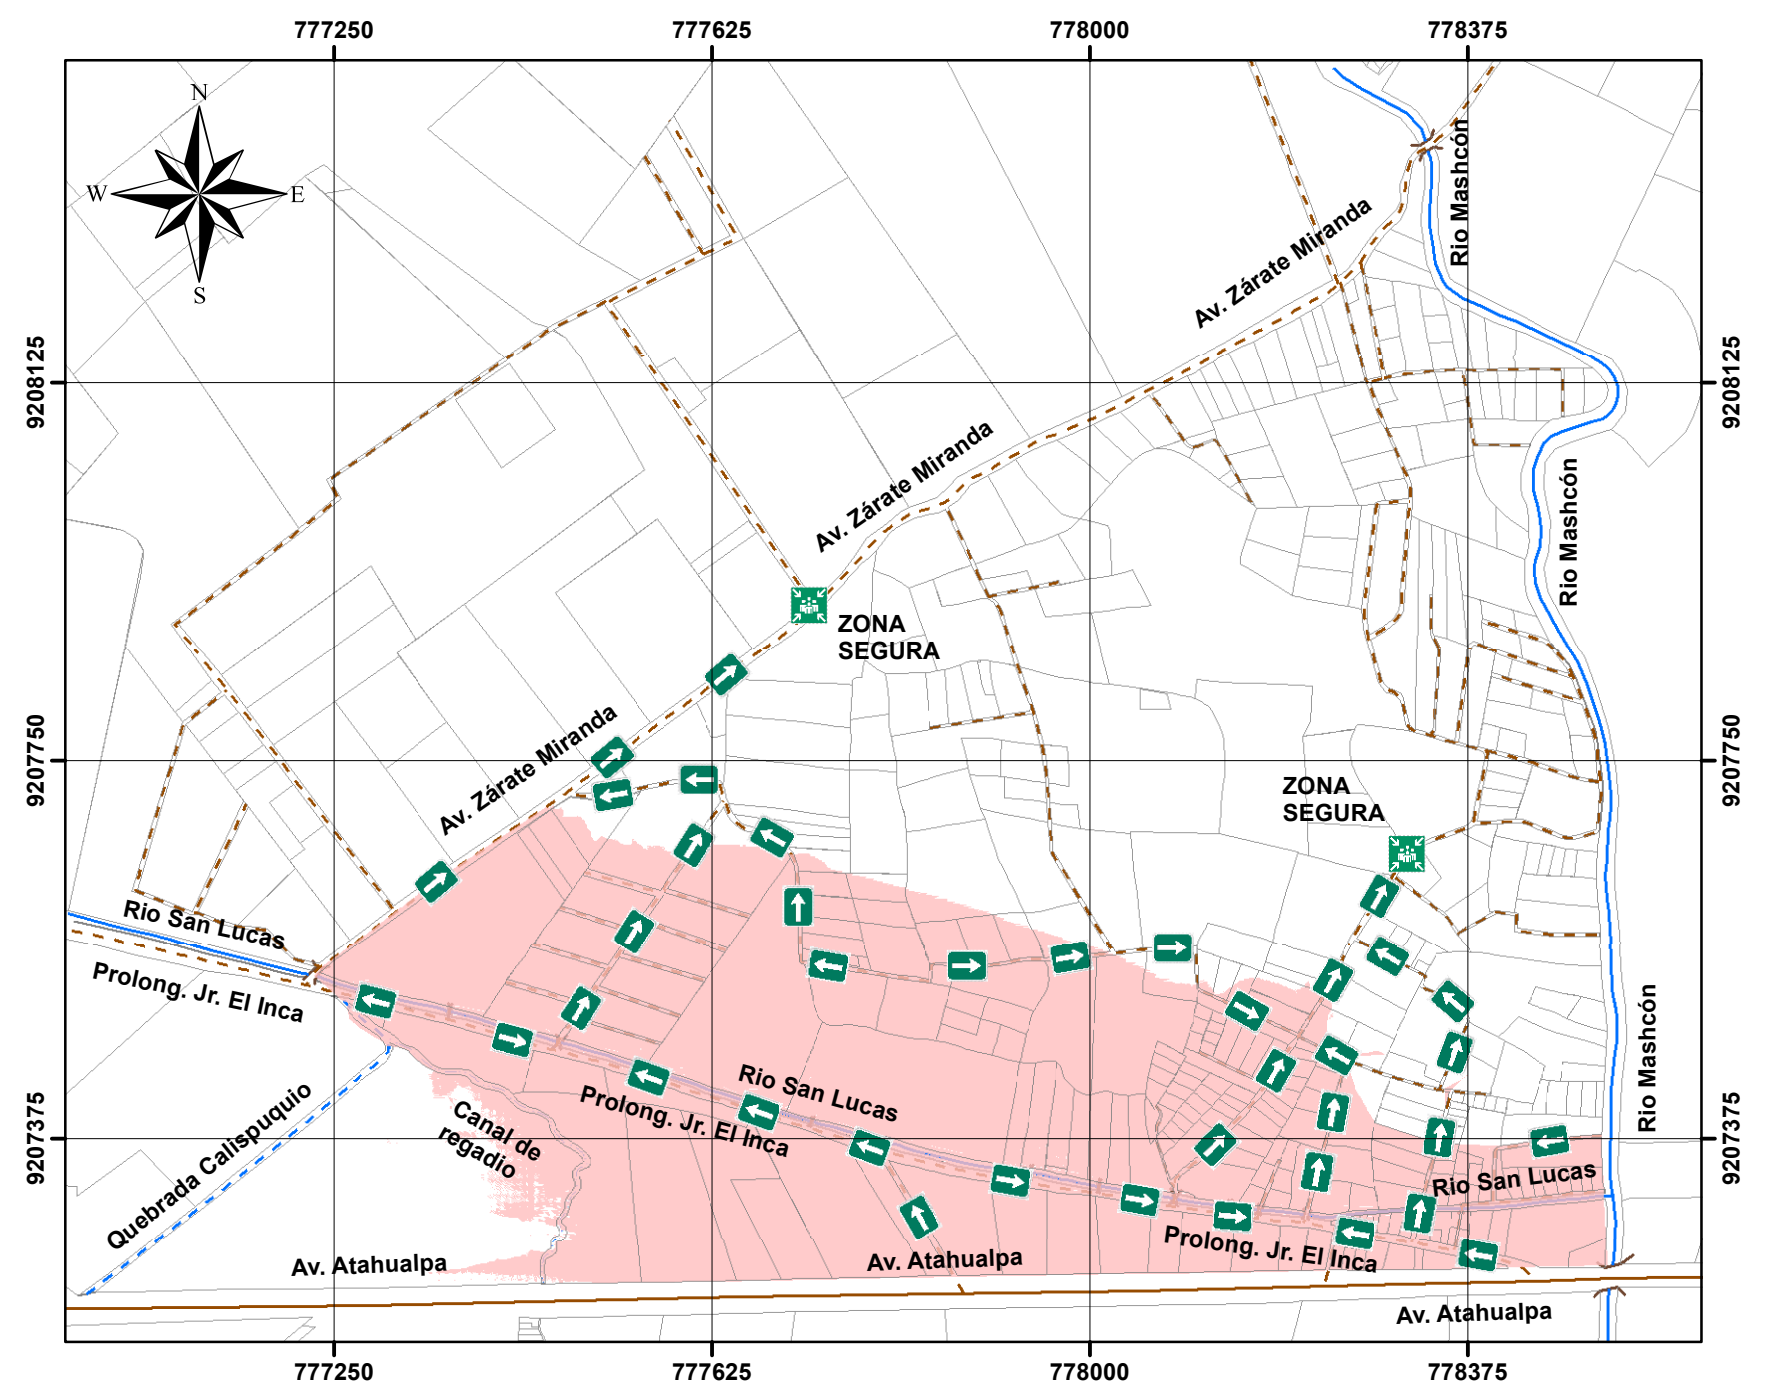 777250
777625
778000
778375
N
W
E
S
Rio Mashcón
Av. Zárate Miranda
9208125
9208125
Av. Zárate Miranda
Rio Mashcón
ZONA
SEGURA
Av. Zárate Miranda
9207750
9207750
ZONA
SEGURA
Rio San Lucas
Prolong. Jr. El Inca
Rio Mashcón
Rio San Lucas
Prolong. Jr. El Inca
Canal de
regadio
Quebrada Calispuquio
9207375
9207375
Rio San Lucas
Prolong. Jr. El Inca
Av. Atahualpa
Av. Atahualpa
Av. Atahualpa
777250
777625
778000
778375